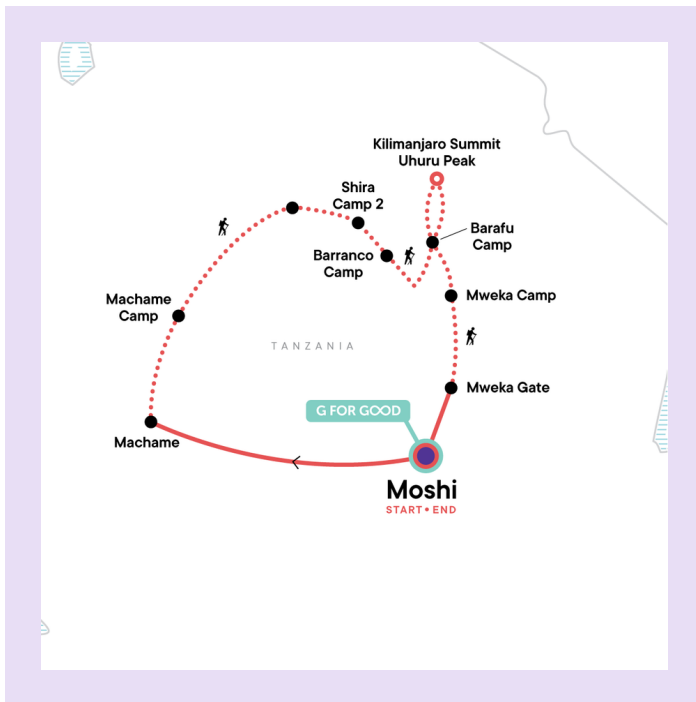 Kilimanjaro Summit
Uhuru Peak
Shira
Camp 2
Barafu
Camp
Barranco
Camp
Machame
Camp
Mweka Camp
TANZANIA
Mweka Gate
G FOR GOOD
Machame
Moshi
START • END